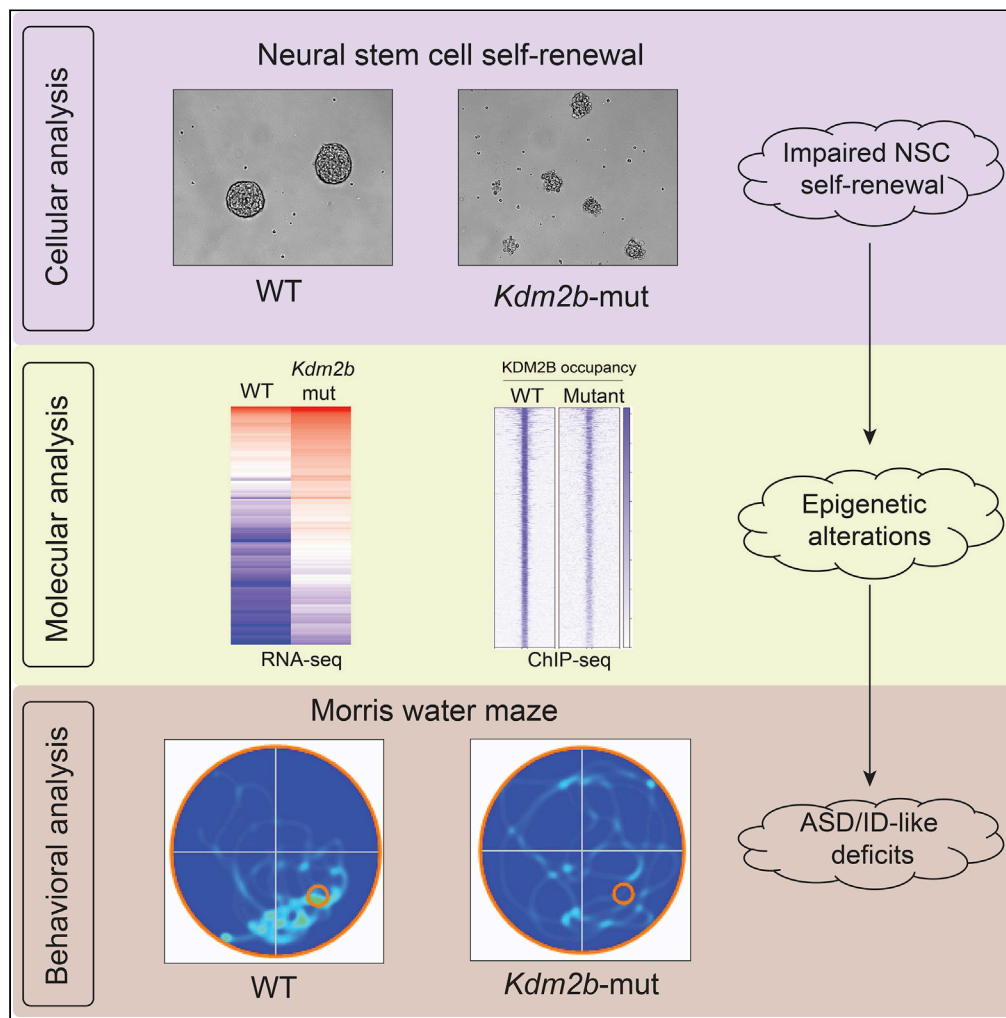 Cellular analysis
Neural stem cell self-renewal
WT
Kdm2b-mut
Impaired NSC
self-renewal
Molecular analysis
WT
Kdm2b
mut
RNA-seq
KDM2B occupancy
WT
Mutant
ChIP-seq
Epigenetic
alterations
Behavioral analysis
Morris water maze
WT
Kdm2b-mut
ASD/ID-like
deficits